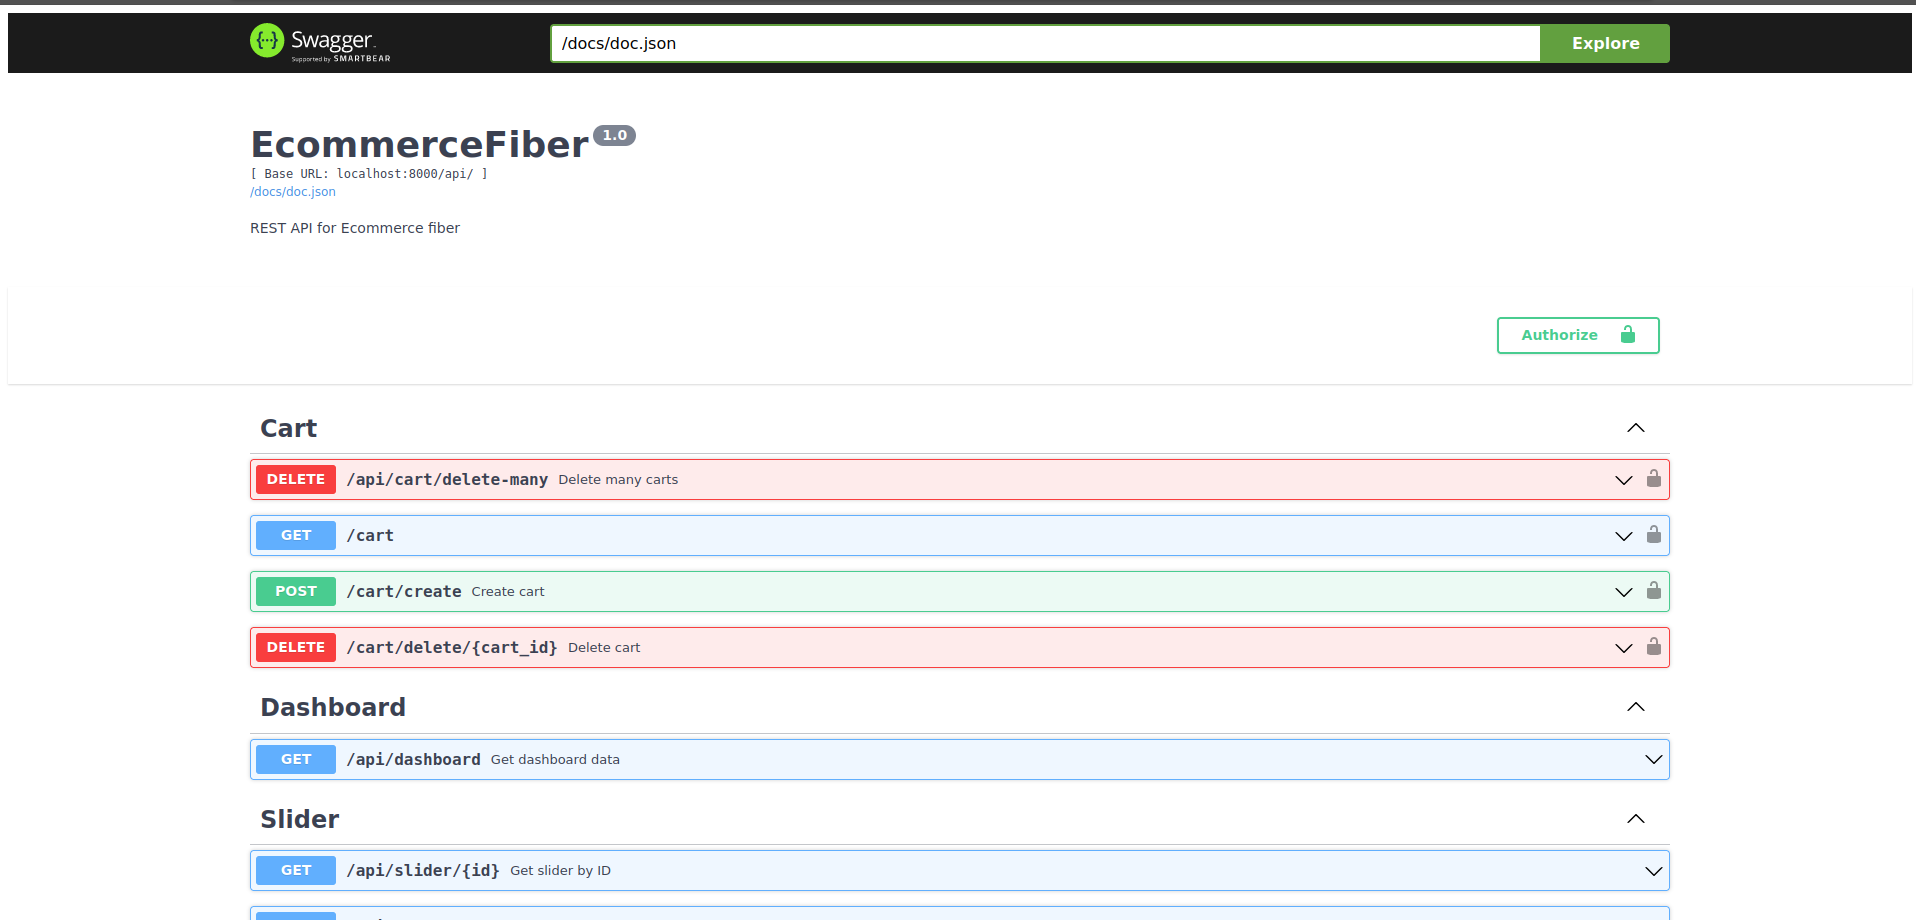 Swagger
Supported by SMARTBEAR
/docs/doc.json
Explore
EcommerceFiber 1.0
[ Base URL: localhost:8000/api/ ]
/docs/doc.json
REST API for Ecommerce fiber
Authorize
Cart
DELETE /api/cart/delete-many Delete many carts
GET /cart
POST /cart/create Create cart
DELETE /cart/delete/{cart_id} Delete cart
Dashboard
GET /api/dashboard Get dashboard data
Slider
GET /api/slider/{id} Get slider by ID